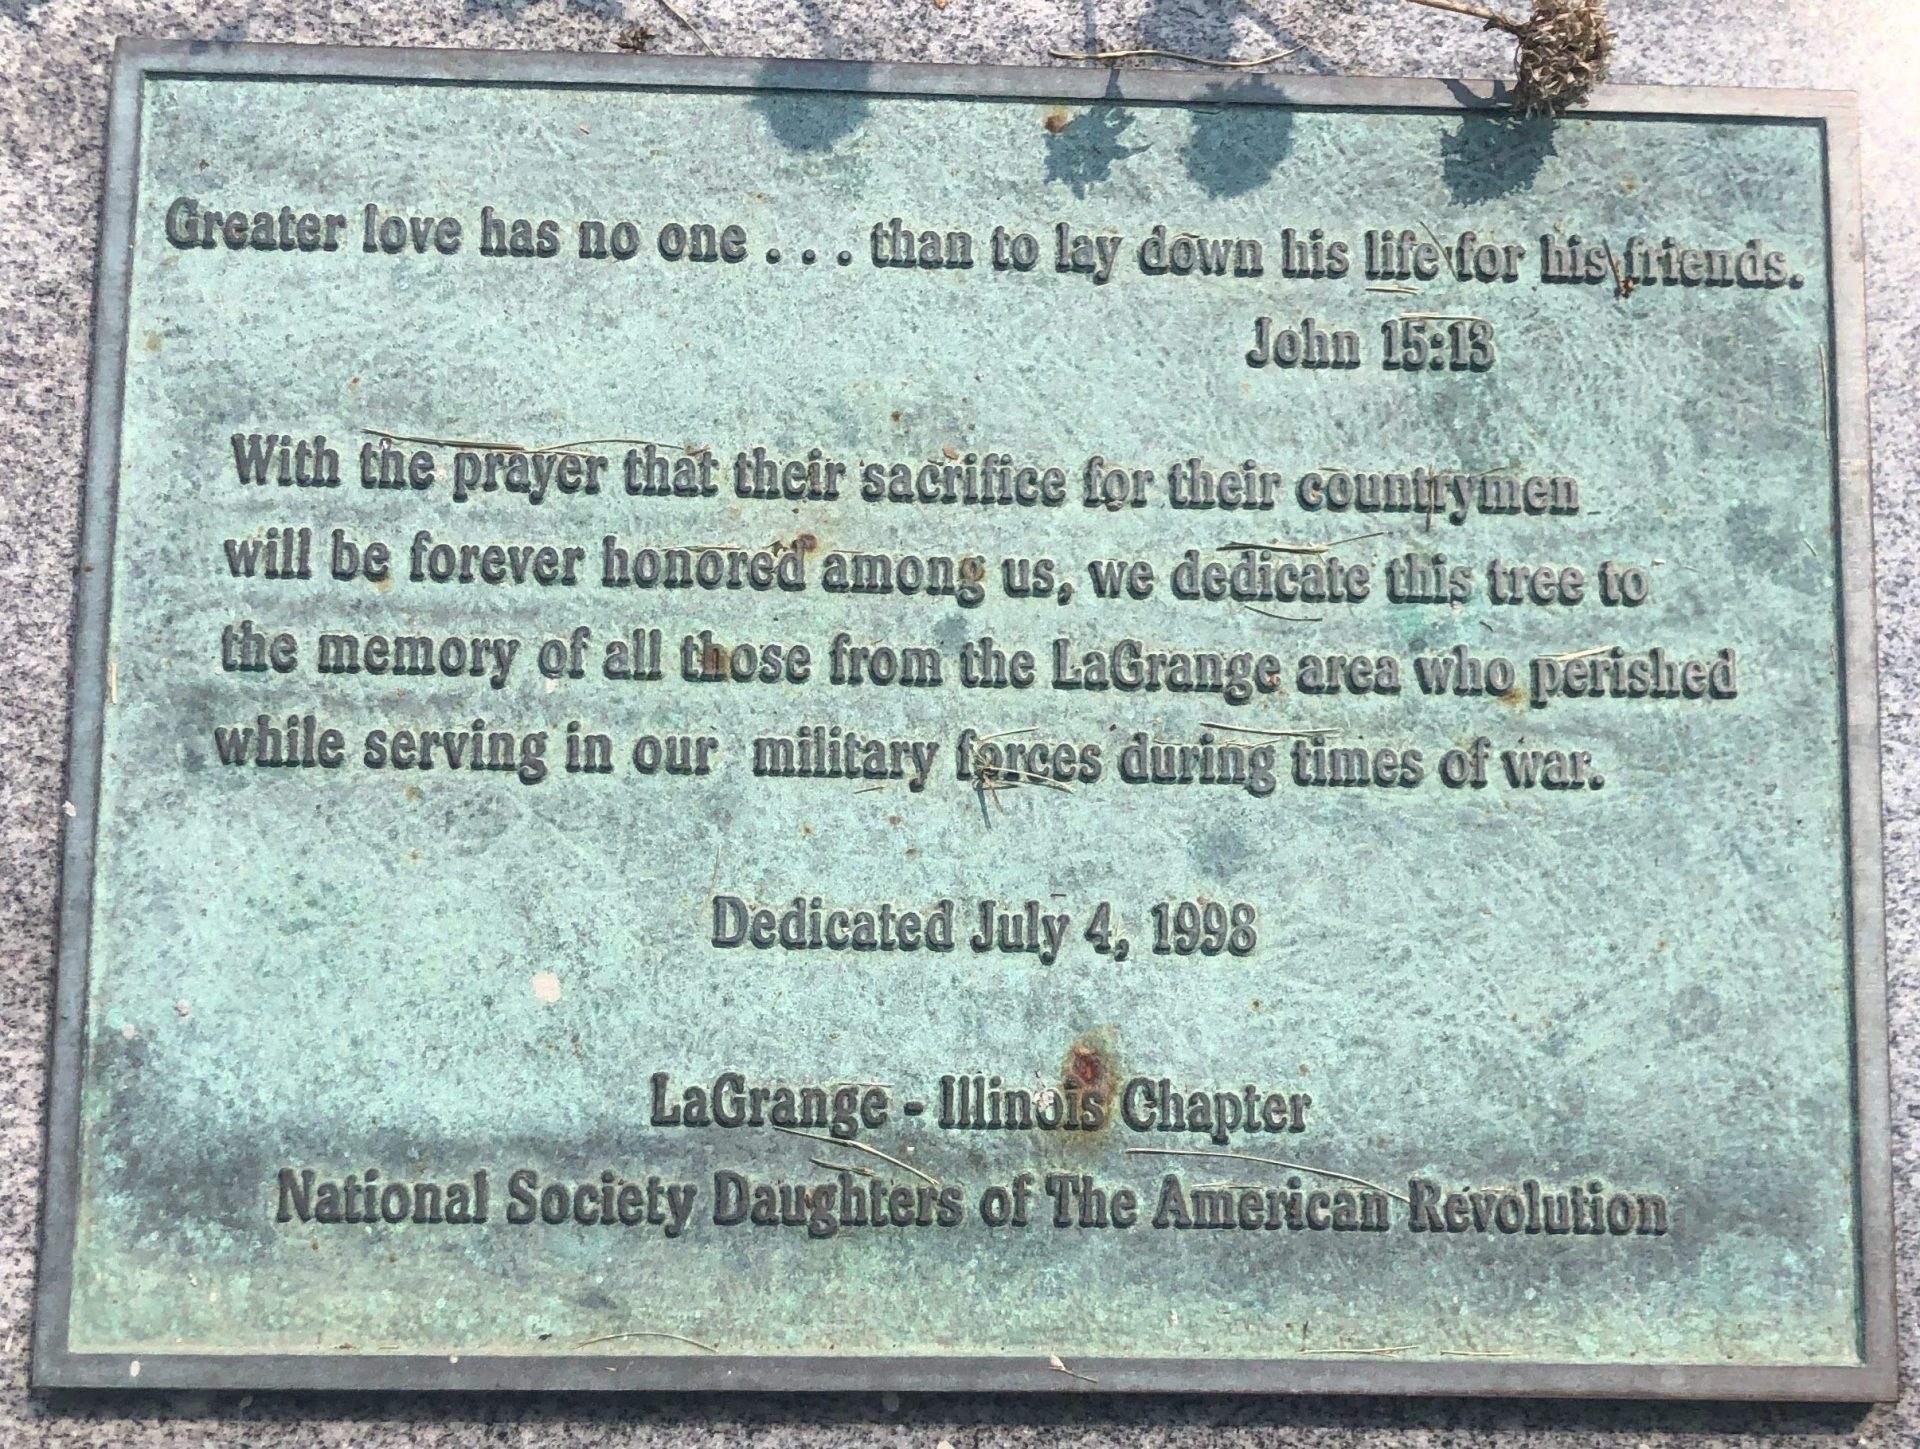 Greater love has no one . . . than to lay down his life for his friends.
John 15:13
With the prayer that their sacrifice for their countrymen
will be forever honored among us, we dedicate this tree to
the memory of all those from the LaGrange area who perished
while serving in our military forces during times of war.
Dedicated July 4, 1998
LaGrange - Illinois Chapter
National Society Daughters of The American Revolution